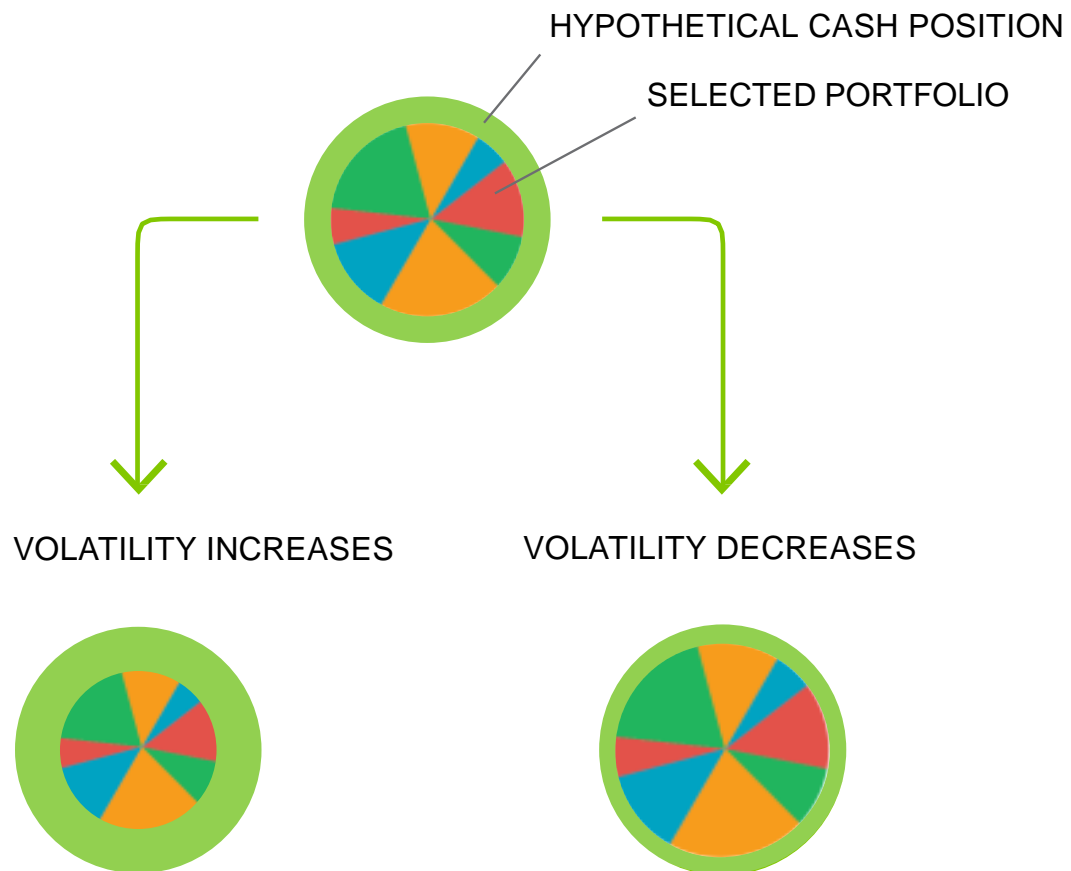 HYPOTHETICAL CASH POSITION
SELECTED PORTFOLIO
VOLATILITY INCREASES
VOLATILITY DECREASES